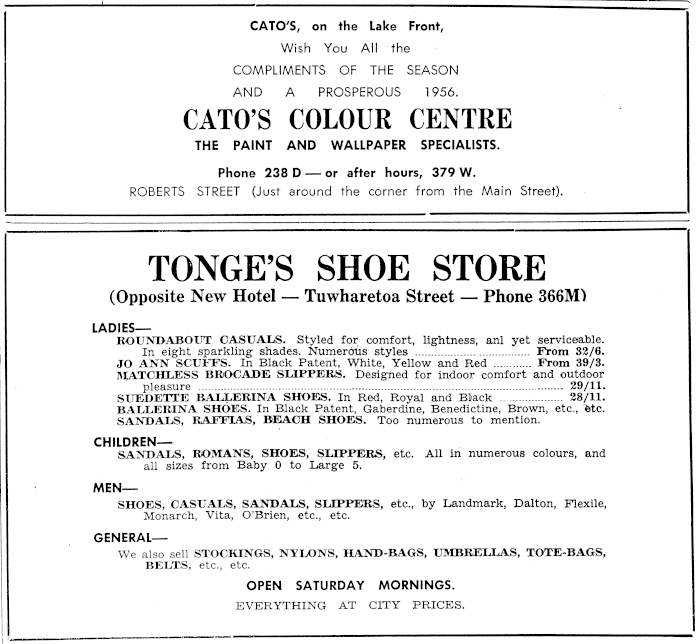 CATO'S, on the Lake Front,
Wish You All the
COMPLIMENTS OF THE SEASON
AND A PROSPEROUS 1956.
CATO'S COLOUR CENTRE
THE PAINT AND WALLPAPER SPECIALISTS.
Phone 238 D — or after hours, 379 W.
ROBERTS STREET (Just around the corner from the Main Street).
TONGE'S SHOE STORE
(Opposite New Hotel — Tuwharetoa Street — Phone 366M)
LADIES—
ROUNDABOUT CASUALS. Styled for comfort, lightness, anl yet serviceable.
In eight sparkling shades. Numerous styles .......... From 32/6.
JO ANN SCUFFS. In Black Patent, White, Yellow and Red .......... From 39/3.
MATCHLESS BROCADE SLIPPERS. Designed for indoor comfort and outdoor
pleasure .......... 29/11.
SUEDETTE BALLERINA SHOES. In Red, Royal and Black .......... 28/11.
BALLERINA SHOES. In Black Patent, Gaberdine, Benedictine, Brown, etc., etc.
SANDALS, RAFFIAS, BEACH SHOES. Too numerous to mention.
CHILDREN—
SANDALS, ROMANS, SHOES, SLIPPERS, etc. All in numerous colours, and
all sizes from Baby 0 to Large 5.
MEN—
SHOES, CASUALS, SANDALS, SLIPPERS, etc., by Landmark, Dalton, Flexile,
Monarch, Vita, O'Brien, etc., etc.
GENERAL—
We also sell STOCKINGS, NYLONS, HAND-BAGS, UMBRELLAS, TOTE-BAGS,
BELTS, etc., etc.
OPEN SATURDAY MORNINGS.
EVERYTHING AT CITY PRICES.